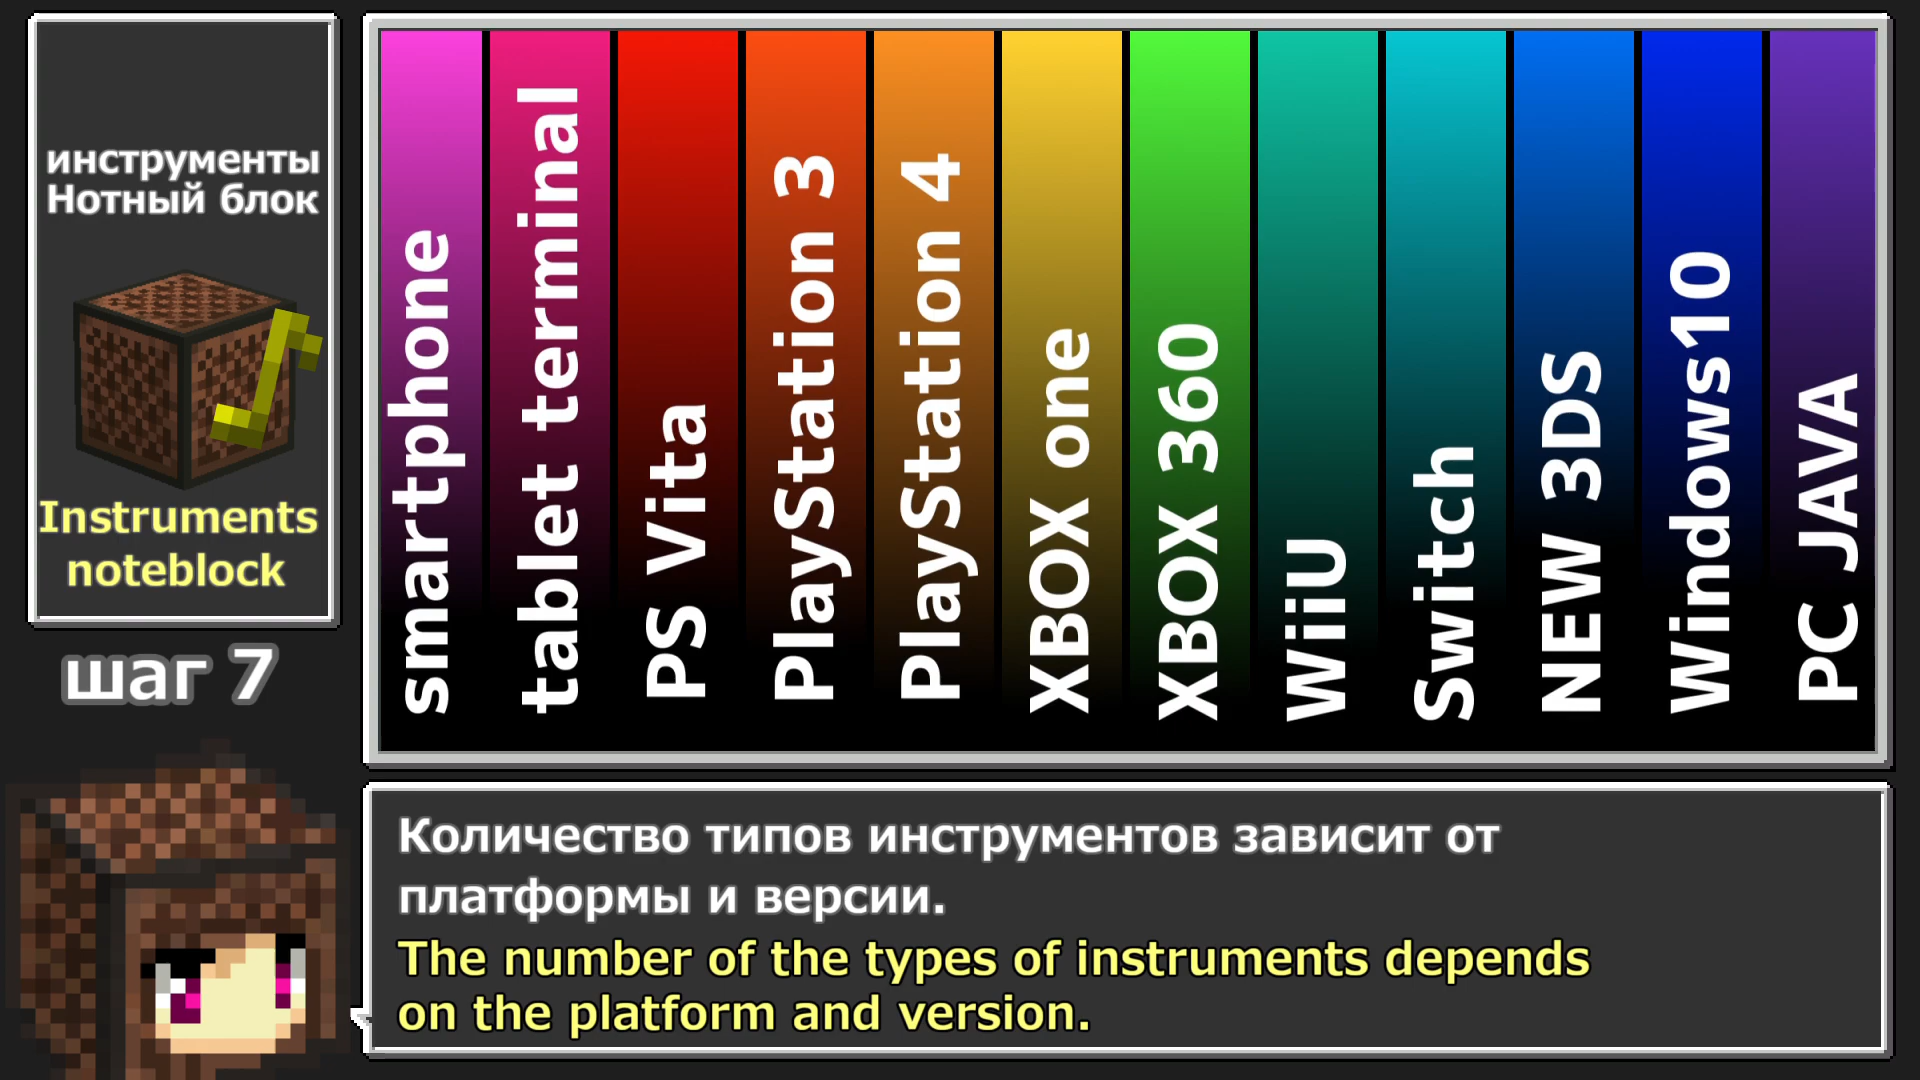 инструменты
Нотный блок
Instruments
noteblock
шаг 7
smartphone
tablet terminal
PS Vita
PlayStation 3
PlayStation 4
XBOX one
XBOX 360
WiiU
Switch
NEW 3DS
Windows10
PC JAVA
Количество типов инструментов зависит от
платформы и версии.
The number of the types of instruments depends
on the platform and version.